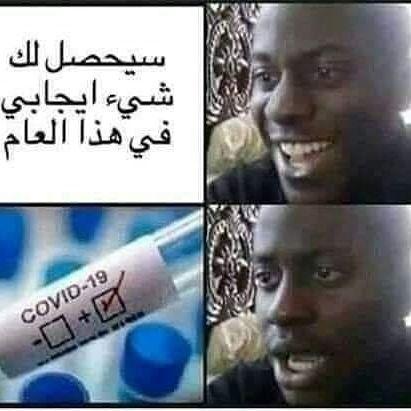 سيحصل لك
شيء ايجابي
في هذا العام
COVID-19
- +